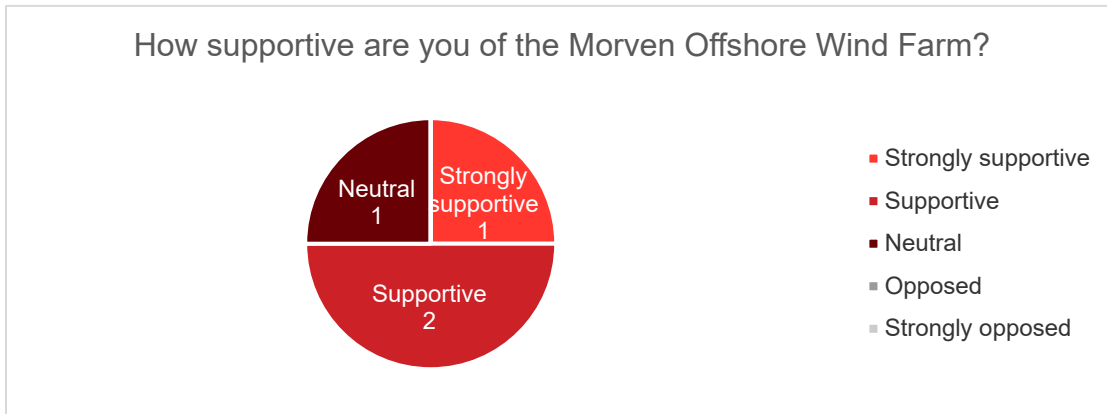 How supportive are you of the Morven Offshore Wind Farm?
Neutral
1
Strongly
supportive
1
Supportive
2
Strongly supportive
Supportive
Neutral
Opposed
Strongly opposed